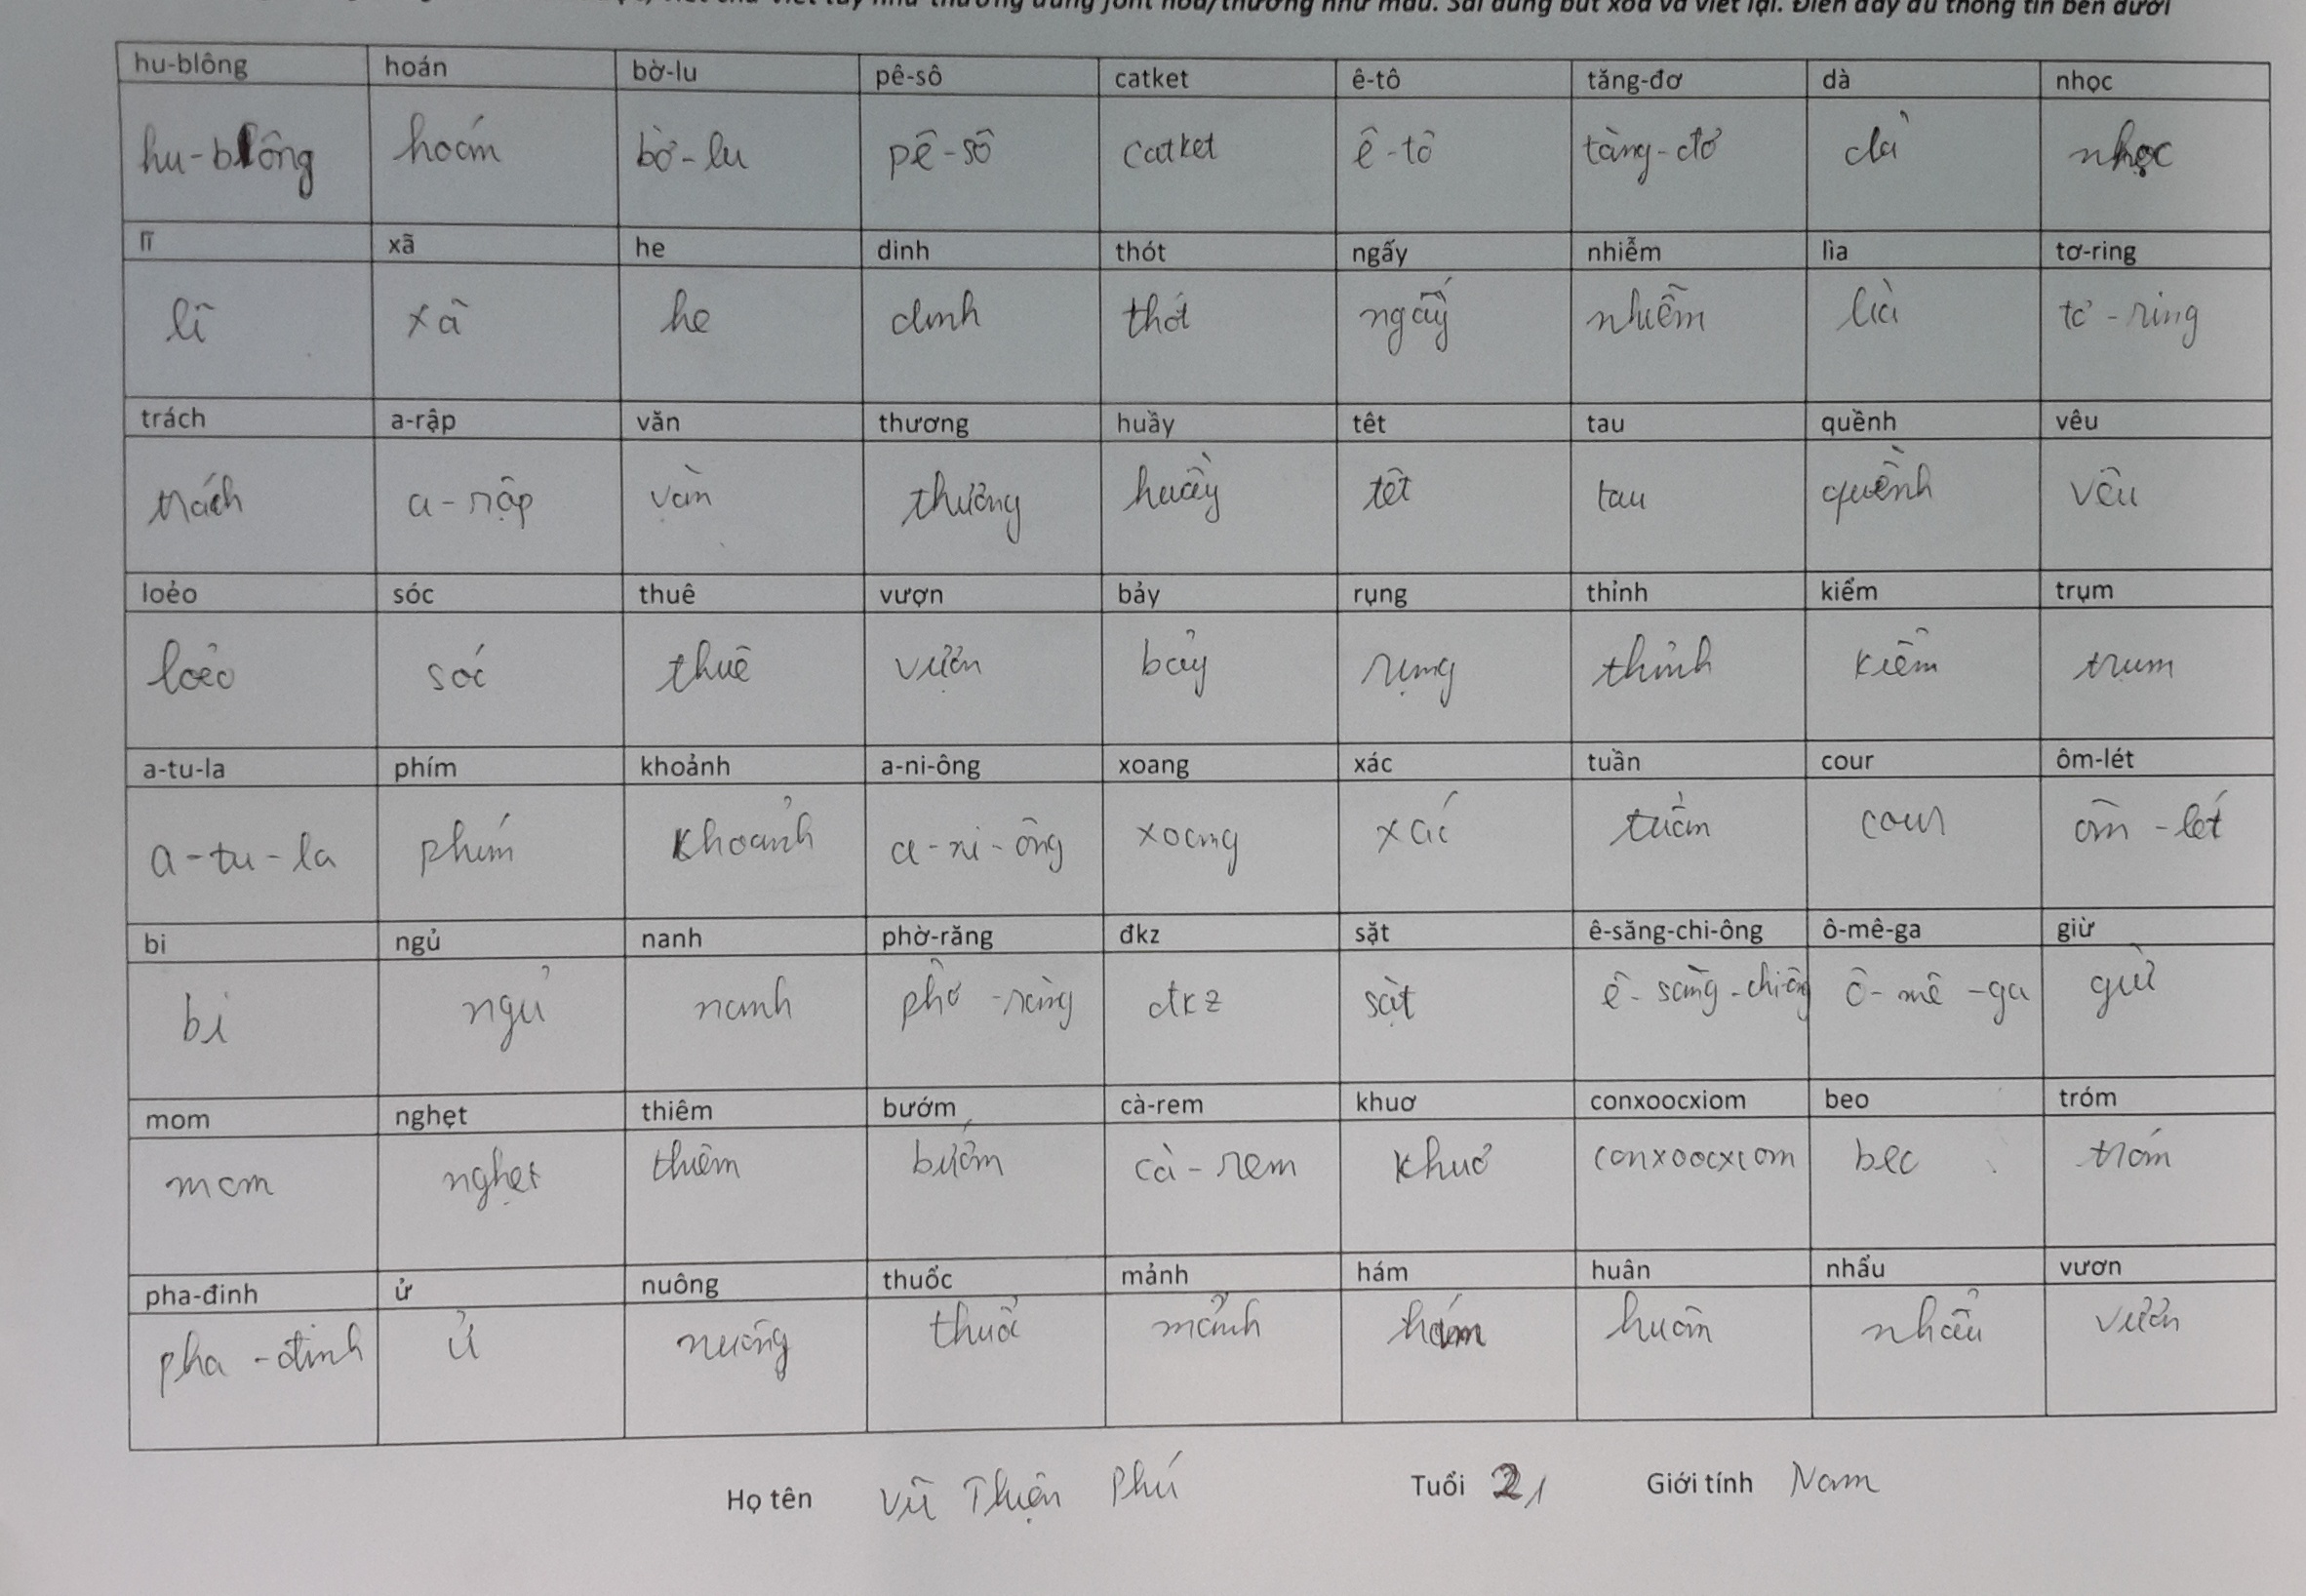 viết chữ viết tay như thường dùng font hoa/thường như mẫu. Sai dùng bút xoá và viết lại. Điền đầy đủ thông tin bên dưới
hu-blông hoán bờ-lu pê-sô catket ê-tô tăng-đơ dà nhọc
hu-blông hoán bờ-lu pê-sô catket ê-tô tăng-đơ dà nhọc
lĩ xã he dinh thót ngấy nhiễm lìa tơ-ring
lĩ xã he dinh thót ngấy nhiễm lìa tơ-ring
trách a-rập văn thương huầy têt tau quềnh vêu
trách a-rập văn thương huầy têt tau quềnh vêu
loẻo sóc thuê vượn bảy rụng thỉnh kiểm trụm
loẻo sóc thuê vượn bảy rụng thỉnh kiểm trum
a-tu-la phím khoảnh a-ni-ông xoang xác tuần cour ôm-lét
a-tu-la phím khoảnh a-ni-ông xoang xác tuần cour ôm-lét
bi ngủ nanh phờ-răng đkz sặt ê-săng-chi-ông ô-mê-ga giừ
bi ngủ nanh phờ-răng đkz sặt ê-săng-chi-ông ô-mê-ga giừ
mom nghẹt thiêm bướm cà-rem khuơ conxoocxiom beo tróm
mom nghẹt thiêm bướm cà-rem khuơ conxoocxiom beo tróm
pha-đinh ử nuông thuốc mảnh hám huân nhẩu vươn
pha-đinh ử nuông thuốc mảnh hám huân nhẩu vươn
Họ tên Vũ Thiện Phú Tuổi 21 Giới tính Nam